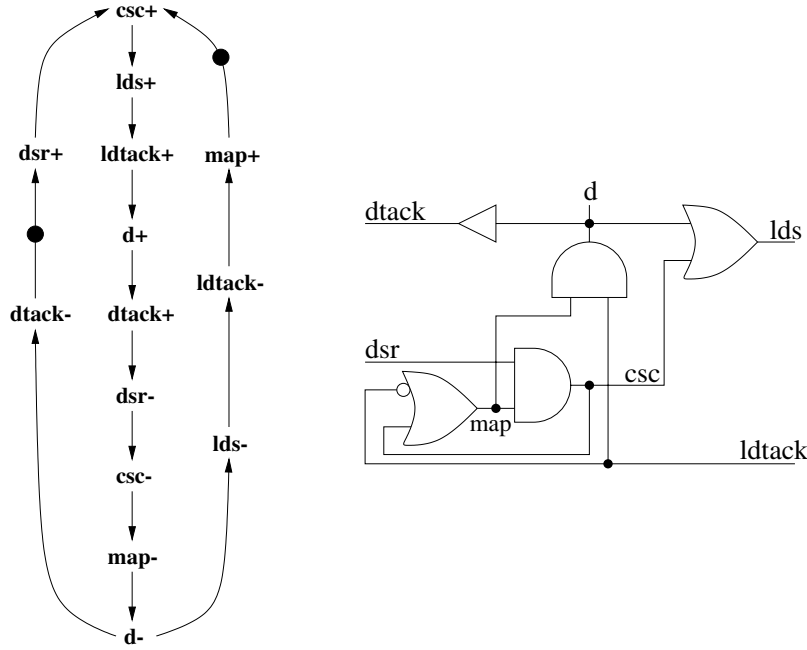 csc+
lds+
dsr+
ldtack+
map+
d+
ldtack-
dtack-
dtack+
dsr-
lds-
csc-
map-
d-
d
dtack
lds
dsr
csc
map
ldtack